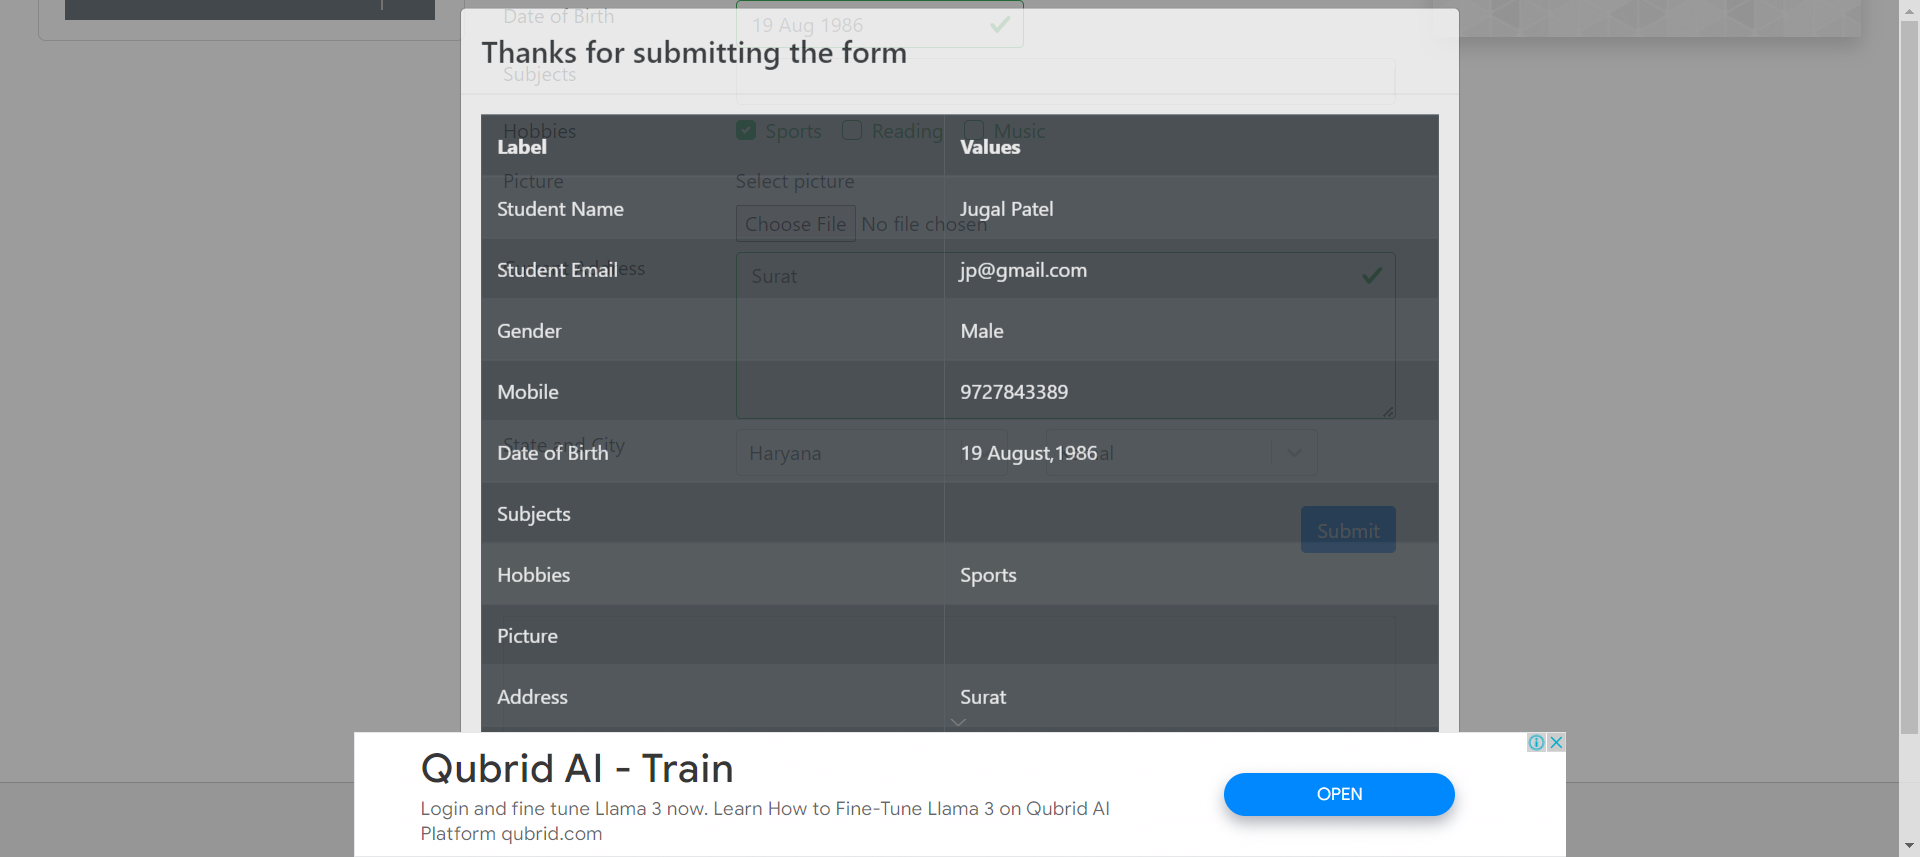 Date of Birth 19 Aug 1986
Thanks for submitting the form
Subjects
Hobbies Sports Reading Music
Label Values
Picture Select picture
Student Name Jugal Patel
Choose File No file chosen
Student Email jp@gmail.com
Surat
Gender Male
Mobile 9727843389
State and City Haryana
Date of Birth 19 August,1986
Subjects
Submit
Hobbies Sports
Picture
Address Surat
Qubrid AI - Train
Login and fine tune Llama 3 now. Learn How to Fine-Tune Llama 3 on Qubrid AI
Platform qubrid.com
OPEN